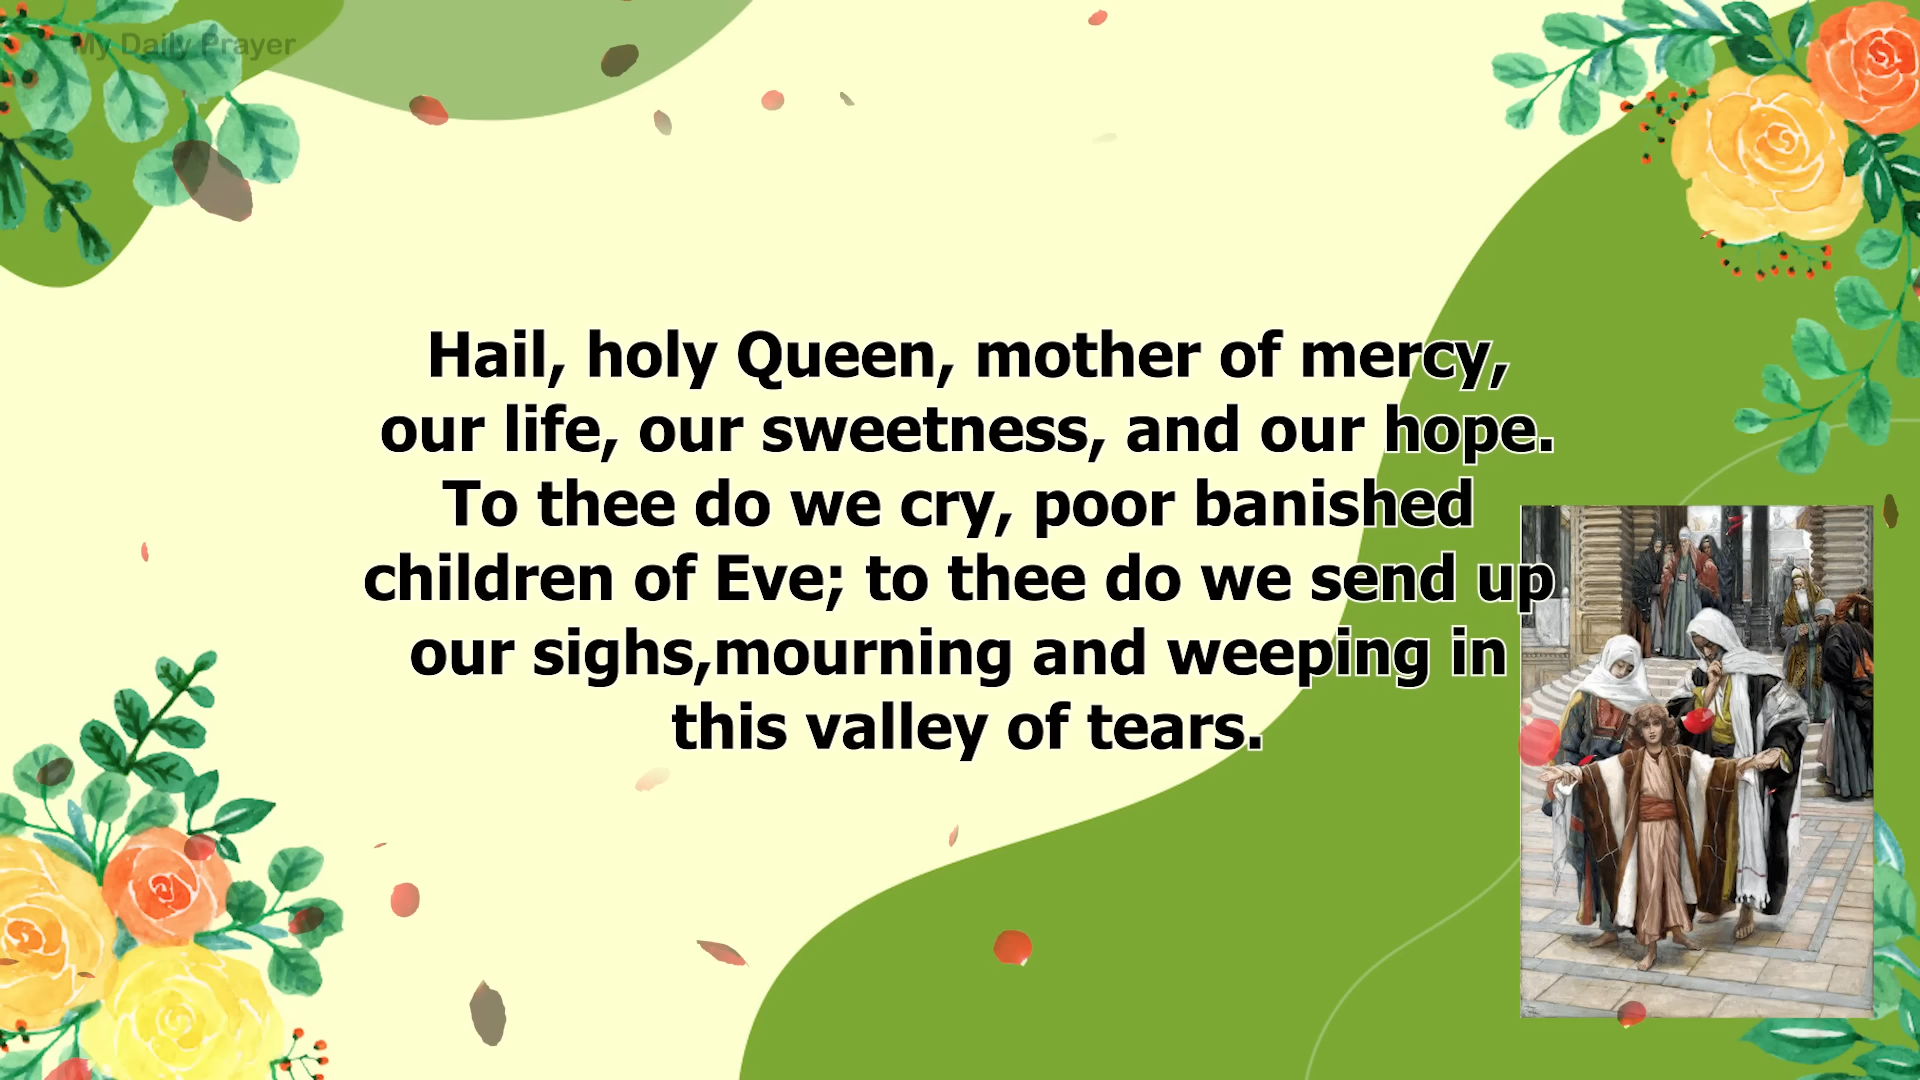 My Daily Prayer
Hail, holy Queen, mother of mercy,
our life, our sweetness, and our hope.
To thee do we cry, poor banished
children of Eve; to thee do we send up
our sighs,mourning and weeping in
this valley of tears.